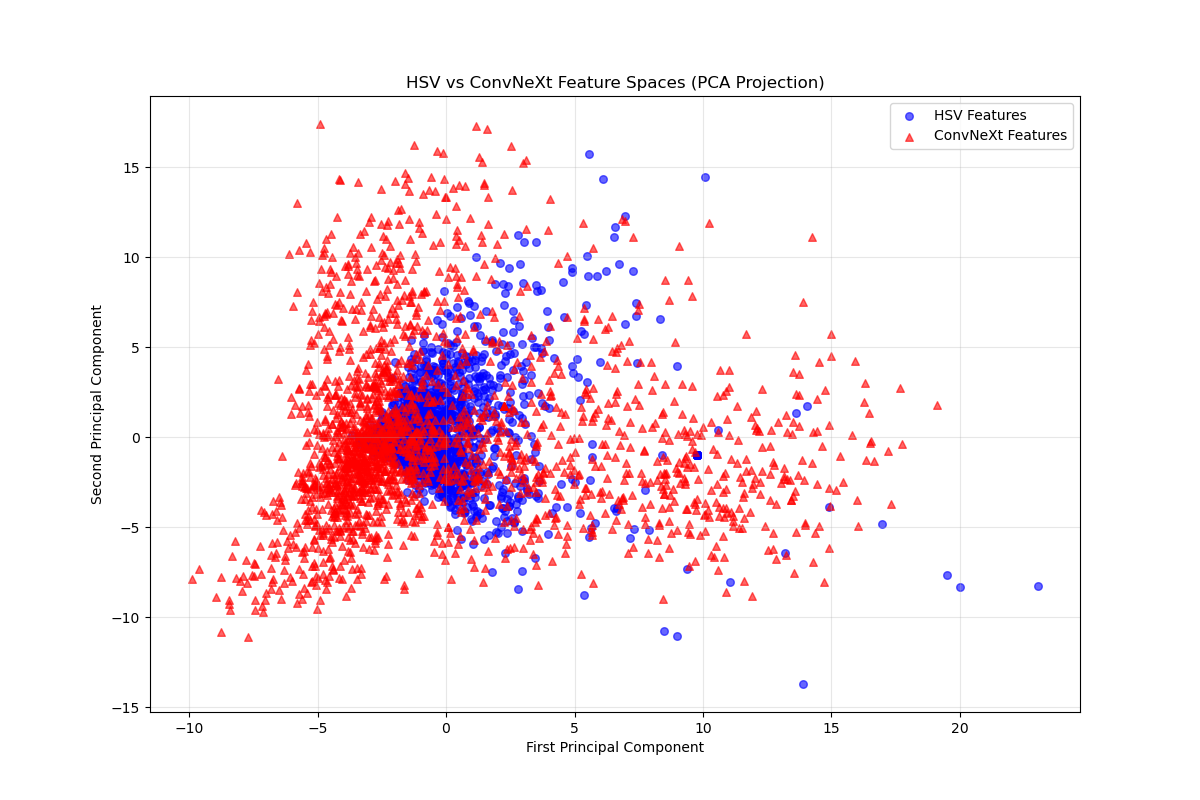 HSV vs ConvNeXt Feature Spaces (PCA Projection)
HSV Features
ConvNeXt Features
15
10
5
0
−5
−10
−15
Second Principal Component
−10
−5
0
5
10
15
20
First Principal Component